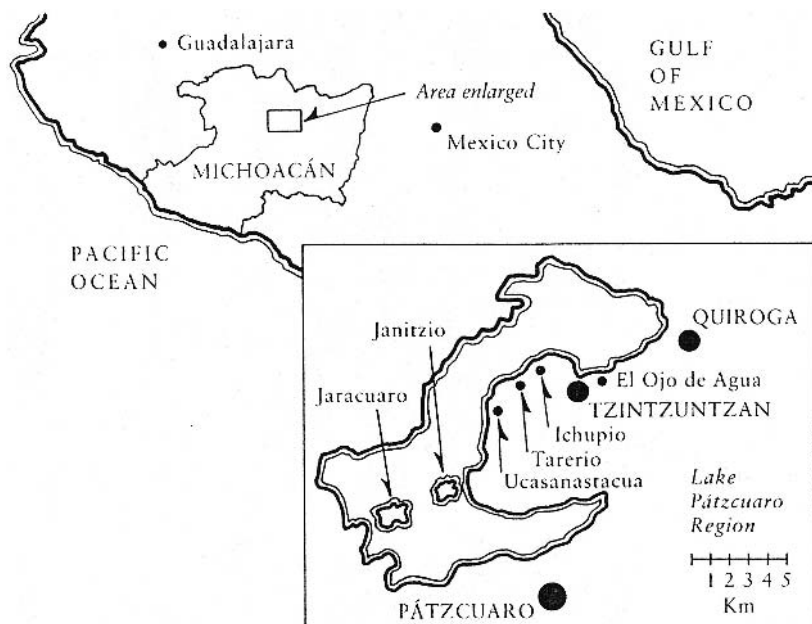 Guadalajara
GULF
OF
MEXICO
Area enlarged
Mexico City
MICHOACÁN
PACIFIC
OCEAN
QUIROGA
Janitzio
El Ojo de Agua
Jaracuaro
TZINTZUNTZAN
Ichupio
Tarerio
Ucasanastacua
Lake
Pátzcuaro
Region
1 2 3 4 5
Km
PÁTZCUARO